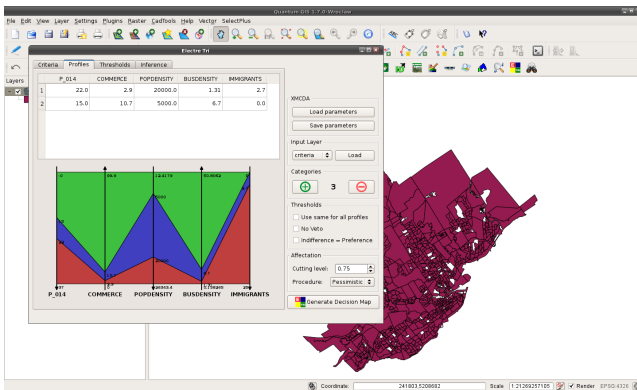 Quantum GIS 1.7.0-Wroclaw
File Edit View Layer Settings Plugins Raster CadTools Help Vector SelectPlus
Electre Tri
Criteria Profiles Thresholds Inference
Layers
P_014 COMMERCE POPDENSITY BUSDENSITY IMMIGRANTS
1 22.0 2.9 20000.0 1.31 2.7
2 15.0 10.7 5000.0 6.7 0.0
XMCDA
Load parameters
Save parameters
Input Layer
criteria Load
Categories
3
Thresholds
Use same for all profiles
No Veto
Indifference = Preference
Affectation
Cutting level: 0.75
Procedure: Pessimistic
Generate Decision Map
P_014 COMMERCE POPDENSITY BUSDENSITY IMMIGRANTS
Coordinate: 241803.5208682 Scale 1:21269257105 Render EPSG:4326